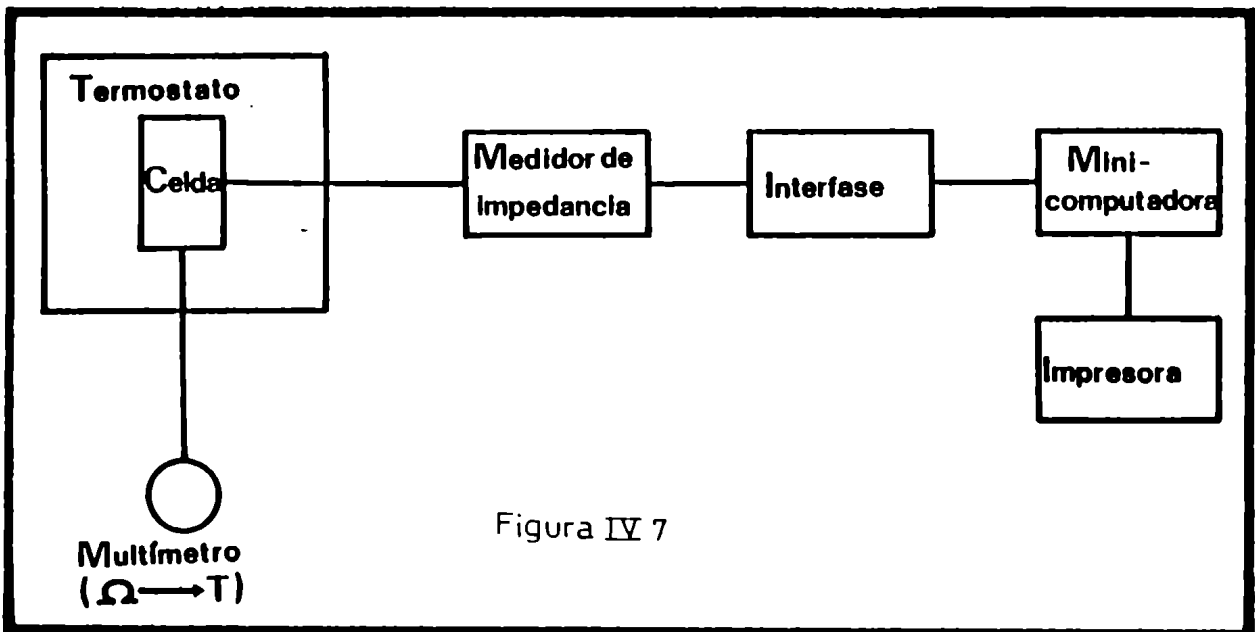 Termostato
Celda
Medidor de
impedancia
Interfase
Mini-
computadora
Impresora
Multímetro
(Ω→T)
Figura IV 7